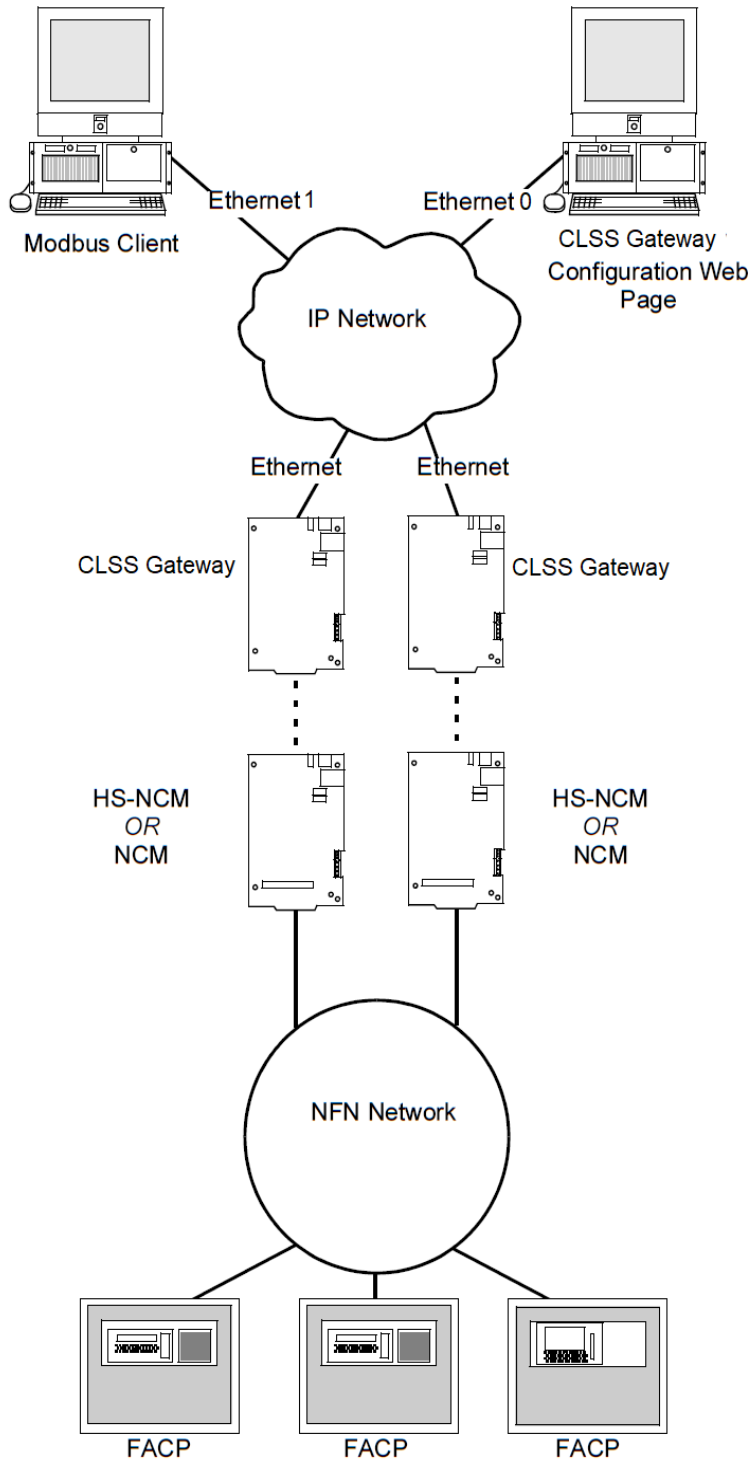 Ethernet 1
Ethernet 0
Modbus Client
CLSS Gateway
Configuration Web
Page
IP Network
Ethernet
Ethernet
CLSS Gateway
CLSS Gateway
HS-NCM
OR
NCM
HS-NCM
OR
NCM
NFN Network
FACP
FACP
FACP